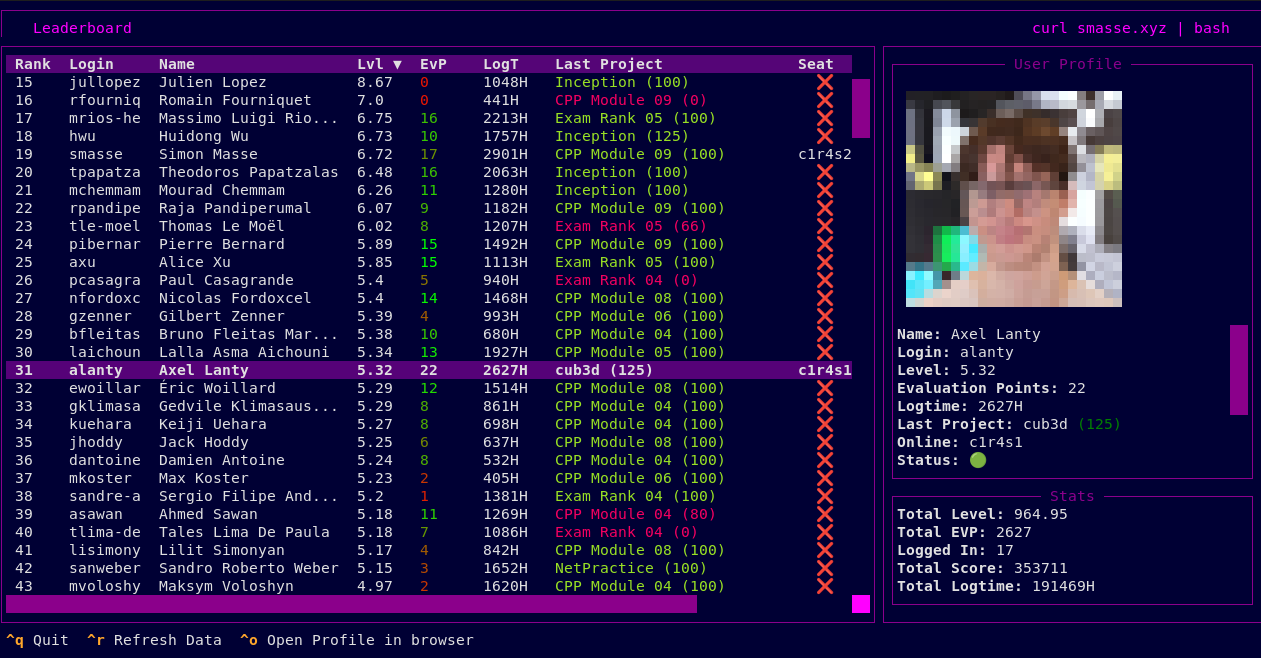 Leaderboard curl smasse.xyz | bash
Rank Login Name Lvl ▼ EvP LogT Last Project Seat
15 jullopez Julien Lopez 8.67 0 1048H Inception (100) ❌
16 rfourniq Romain Fourniquet 7.0 0 441H CPP Module 09 (0) ❌
17 mrios-he Massimo Luigi Rio... 6.75 16 2213H Exam Rank 05 (100) ❌
18 hwu Huidong Wu 6.73 10 1757H Inception (125) ❌
19 smasse Simon Masse 6.72 17 2901H CPP Module 09 (100) c1r4s2
20 tpapatza Theodoros Papatzalas 6.48 16 2063H Inception (100) ❌
21 mchemmam Mourad Chemmam 6.26 11 1280H Inception (100) ❌
22 rpandipe Raja Pandiperumal 6.07 9 1182H CPP Module 09 (100) ❌
23 tle-moel Thomas Le Moël 6.02 8 1207H Exam Rank 05 (66) ❌
24 pibernar Pierre Bernard 5.89 15 1492H CPP Module 09 (100) ❌
25 axu Alice Xu 5.85 15 1113H Exam Rank 05 (100) ❌
26 pcasagra Paul Casagrande 5.4 5 940H Exam Rank 04 (0) ❌
27 nfordoxc Nicolas Fordoxcel 5.4 14 1468H CPP Module 08 (100) ❌
28 gzenner Gilbert Zenner 5.39 4 993H CPP Module 06 (100) ❌
29 bfleitas Bruno Fleitas Mar... 5.38 10 680H CPP Module 04 (100) ❌
30 laichoun Lalla Asma Aichouni 5.34 13 1927H CPP Module 05 (100) ❌
31 alanty Axel Lanty 5.32 22 2627H cub3d (125) c1r4s1
32 ewoillar Éric Woillard 5.29 12 1514H CPP Module 08 (100) ❌
33 gklimasa Gedvile Klimasaus... 5.29 8 861H CPP Module 04 (100) ❌
34 kuehara Keiji Uehara 5.27 8 698H CPP Module 04 (100) ❌
35 jhoddy Jack Hoddy 5.25 6 637H CPP Module 08 (100) ❌
36 dantoine Damien Antoine 5.24 8 532H CPP Module 04 (100) ❌
37 mkoster Max Koster 5.23 2 405H CPP Module 06 (100) ❌
38 sandre-a Sergio Filipe And... 5.2 1 1381H Exam Rank 04 (100) ❌
39 asawan Ahmed Sawan 5.18 11 1269H CPP Module 04 (80) ❌
40 tlima-de Tales Lima De Paula 5.18 7 1086H Exam Rank 04 (0) ❌
41 lisimony Lilit Simonyan 5.17 4 842H CPP Module 08 (100) ❌
42 sanweber Sandro Roberto Weber 5.15 3 1652H NetPractice (100) ❌
43 mvoloshy Maksym Voloshyn 4.97 2 1620H CPP Module 04 (100) ❌
User Profile
Name: Axel Lanty
Login: alanty
Level: 5.32
Evaluation Points: 22
Logtime: 2627H
Last Project: cub3d (125)
Online: c1r4s1
Status: 🟢
Stats
Total Level: 964.95
Total EVP: 2627
Logged In: 17
Total Score: 353711
Total Logtime: 191469H
^q Quit ^r Refresh Data ^o Open Profile in browser